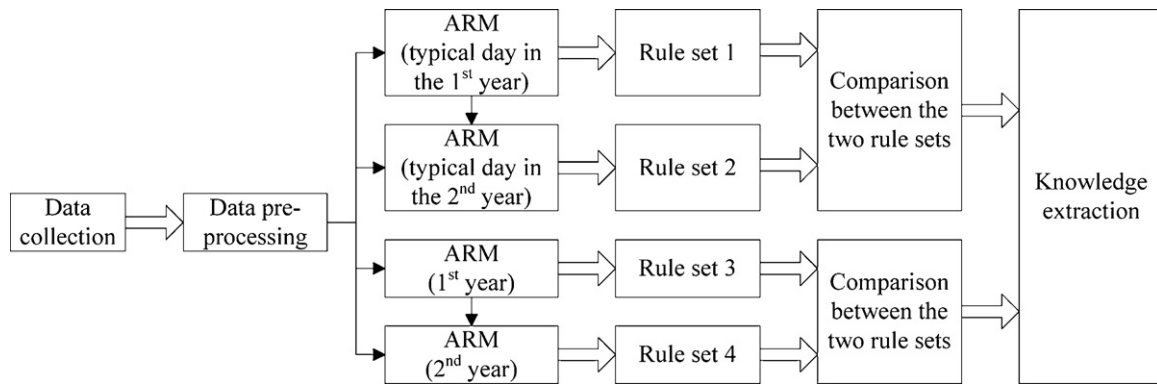 Data
collection
Data pre-
processing
ARM
(typical day in
the 1st year)
Rule set 1
ARM
(typical day in
the 2nd year)
Rule set 2
Comparison
between the
two rule sets
ARM
(1st year)
Rule set 3
ARM
(2nd year)
Rule set 4
Comparison
between the
two rule sets
Knowledge
extraction